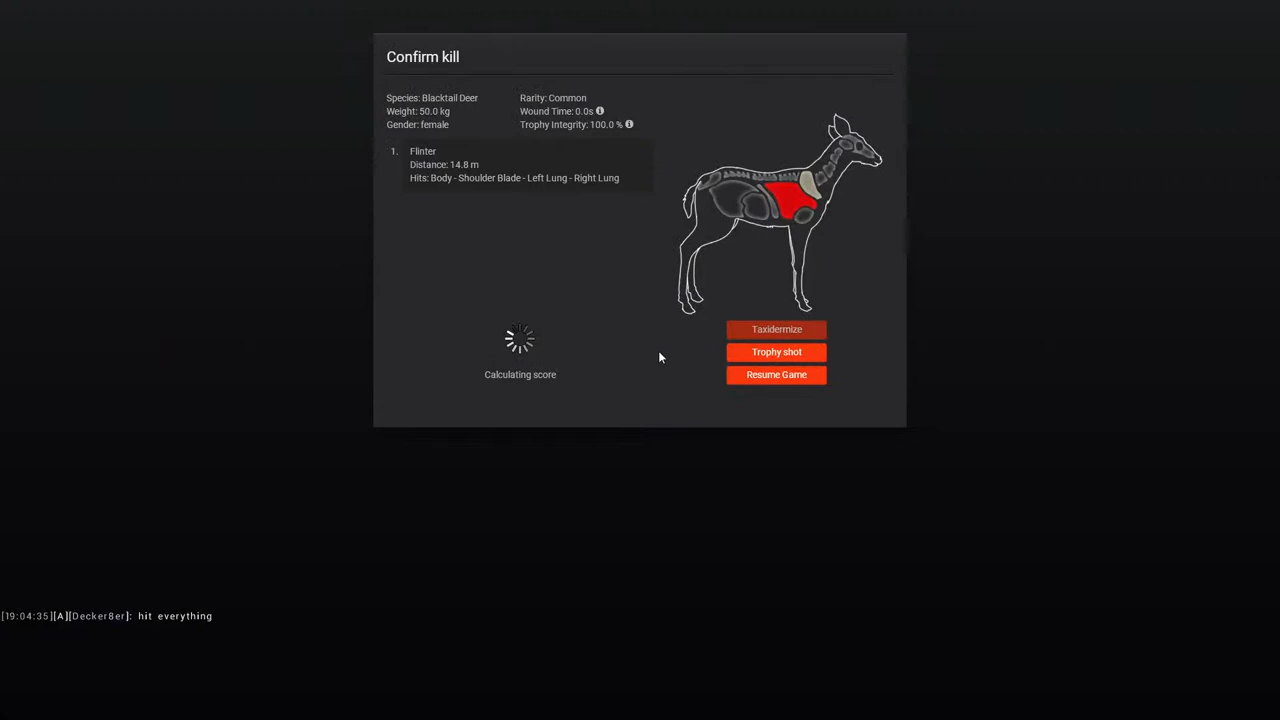 Confirm kill
Species: Blacktail Deer
Rarity: Common
Weight: 50.0 kg
Wound Time: 0.0s
Gender: female
Trophy Integrity: 100.0 %
1. Flinter
Distance: 14.8 m
Hits: Body - Shoulder Blade - Left Lung - Right Lung
Taxidermize
Trophy shot
Calculating score
Resume Game
[19:04:35][A][Decker8er]: hit everything